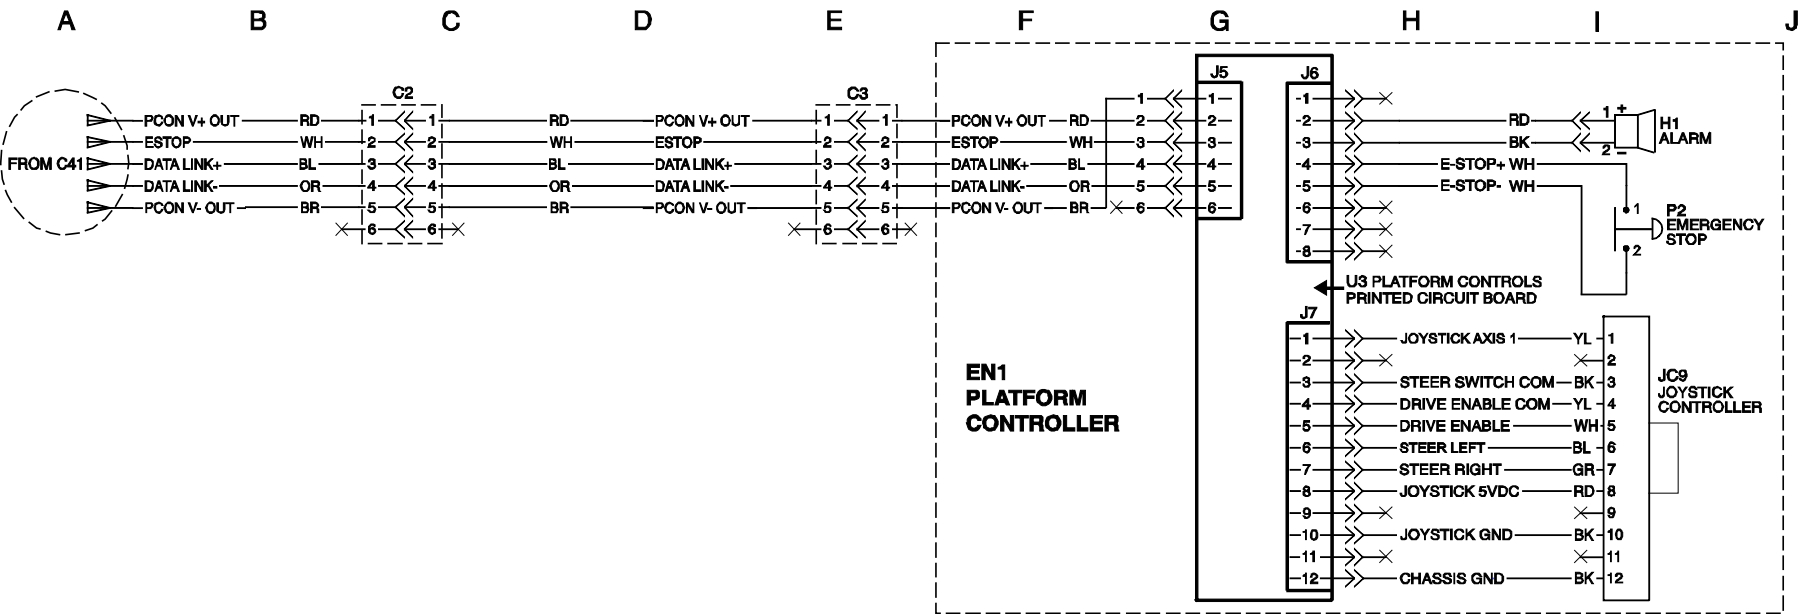 A B C D E F G H I J
C2 C3 J5 J6
FROM C41
PCON V+ OUT RD 1 1 RD PCON V+ OUT 1 1 PCON V+ OUT RD
ESTOP WH 2 2 WH ESTOP 2 2 ESTOP WH
DATA LINK+ BL 3 3 BL DATA LINK+ 3 3 DATA LINK+ BL
DATA LINK- OR 4 4 OR DATA LINK- 4 4 DATA LINK- OR
PCON V- OUT BR 5 5 BR PCON V- OUT 5 5 PCON V- OUT BR
6 6 6 6
1 1
2 2
3 3
4 4
5 5
6 6
1
2 RD 1 +
3 BK 2 –
4 E-STOP+ WH
5 E-STOP- WH
6
7
8
H1
ALARM
1
2
P2
EMERGENCY
STOP
U3 PLATFORM CONTROLS
PRINTED CIRCUIT BOARD
J7
1 JOYSTICK AXIS 1 YL 1
2 2
3 STEER SWITCH COM BK 3
4 DRIVE ENABLE COM YL 4
5 DRIVE ENABLE WH 5
6 STEER LEFT BL 6
7 STEER RIGHT GR 7
8 JOYSTICK 5VDC RD 8
9 9
10 JOYSTICK GND BK 10
11 11
12 CHASSIS GND BK 12
JC9
JOYSTICK
CONTROLLER
EN1
PLATFORM
CONTROLLER